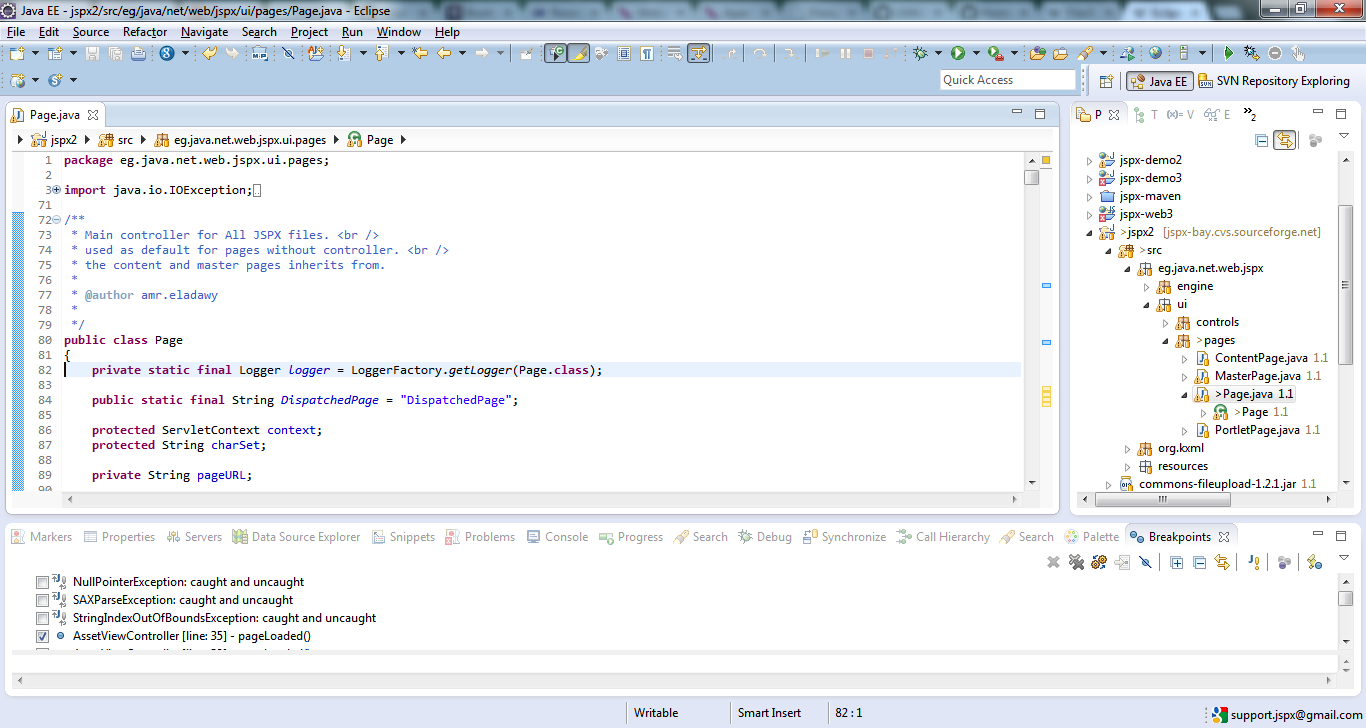 Java EE - jspx2/src/eg/java/net/web/jspx/ui/pages/Page.java - Eclipse
File Edit Source Refactor Navigate Search Project Run Window Help
Quick Access Java EE SVN Repository Exploring
Page.java
jspx2 src eg.java.net.web.jspx.ui.pages Page
1 package eg.java.net.web.jspx.ui.pages;
2
3 import java.io.IOException;
71
72 /**
73 * Main controller for All JSPX files. <br />
74 * used as default for pages without controller. <br />
75 * the content and master pages inherits from.
76 *
77 * @author amr.eladawy
78 *
79 */
80 public class Page
81 {
82 private static final Logger logger = LoggerFactory.getLogger(Page.class);
83
84 public static final String DispatchedPage = "DispatchedPage";
85
86 protected ServletContext context;
87 protected String charSet;
88
89 private String pageURL;
90
P T (x)= V E »2
jspx-demo2
jspx-demo3
jspx-maven
jspx-web3
>jspx2 [jspx-bay.cvs.sourceforge.net]
>src
eg.java.net.web.jspx
engine
ui
controls
>pages
ContentPage.java 1.1
MasterPage.java 1.1
>Page.java 1.1
>Page 1.1
PortletPage.java 1.1
org.kxml
resources
commons-fileupload-1.2.1.jar 1.1
Markers Properties Servers Data Source Explorer Snippets Problems Console Progress Search Debug Synchronize Call Hierarchy Search Palette Breakpoints
NullPointerException: caught and uncaught
SAXParseException: caught and uncaught
StringIndexOutOfBoundsException: caught and uncaught
AssetViewController [line: 35] - pageLoaded()
Writable Smart Insert 82 : 1 support.jspx@gmail.com